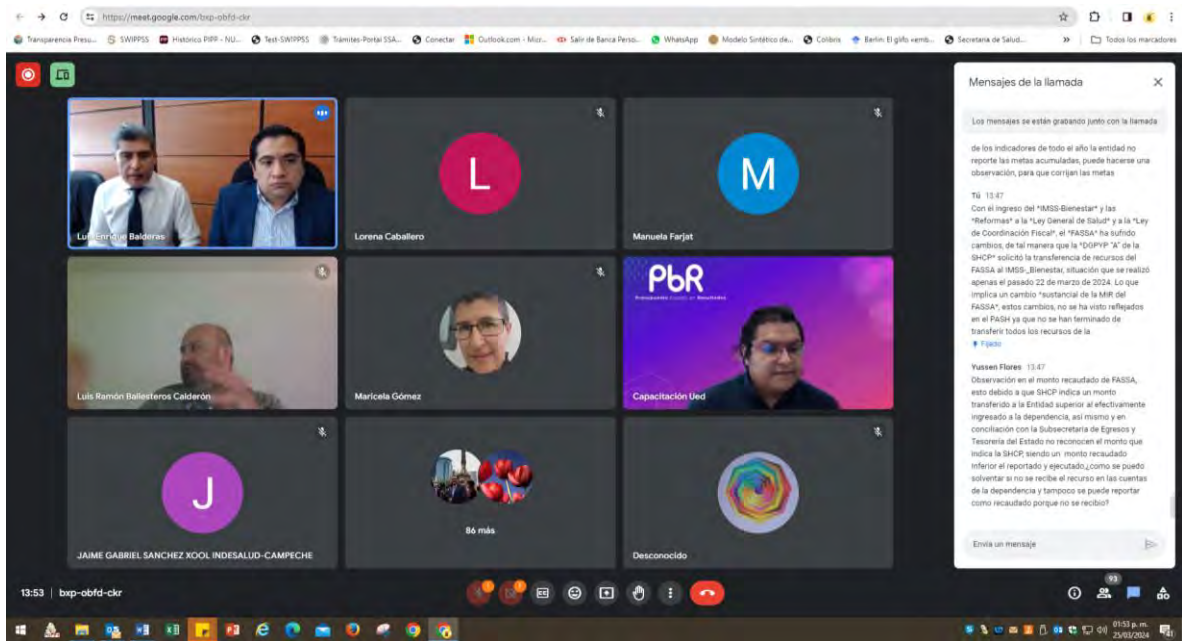 https://meet.google.com/bxp-obfd-ckr
Transparencia Presu... SWIPPSS Histórico PIPP - NU... Test-SWIPPSS Trámites-Portal SSA... Conectar Outlook.com - Micr... Salir de Banca Perso... WhatsApp Modelo Sintético de... Colibrís Berlin: El glifo «emb... Secretaría de Salud... » Todos los marcadores
Luis Enrique Balderas
L
Lorena Caballero
M
Manuela Farjat
Luis Ramón Ballesteros Calderón
Maricela Gómez
PbR
Capacitación Ued
J
JAIME GABRIEL SANCHEZ XOOL INDESALUD-CAMPECHE
86 más
Desconocido
Mensajes de la llamada
Los mensajes se están grabando junto con la llamada
de los indicadores de todo el año la entidad no
reporte las metas acumuladas, puede hacerse una
observación, para que corrijan las metas
Tú 13:47
Con el ingreso del *IMSS-Bienestar* y las
*Reformas* a la *Ley General de Salud* y a la *Ley
de Coordinación Fiscal*, el *FASSA* ha sufrido
cambios, de tal manera que la *DGPYP "A" de la
SHCP* solicitó la transferencia de recursos del
FASSA al IMSS-_Bienestar, situación que se realizó
apenas el pasado 22 de marzo de 2024. Lo que
implica un cambio *sustancial de la MIR del
FASSA*, estos cambios, no se ha visto reflejados
en el PASH ya que no se han terminado de
transferir todos los recursos de la
Fijado
Yussen Flores 13:47
Observación en el monto recaudado de FASSA,
esto debido a que SHCP indica un monto
transferido a la Entidad superior al efectivamente
ingresado a la dependencia, asi mismo y en
conciliación con la Subsecretaria de Egresos y
Tesorería del Estado no reconocen el monto que
indica la SHCP, siendo un monto recaudado
inferior el reportado y ejecutado,¿como se puedo
solventar si no se recibe el recurso en las cuentas
de la dependencia y tampoco se puede reportar
como recaudado porque no se recibio?
Envía un mensaje
13:53 | bxp-obfd-ckr
93
01:53 p. m.
25/03/2024